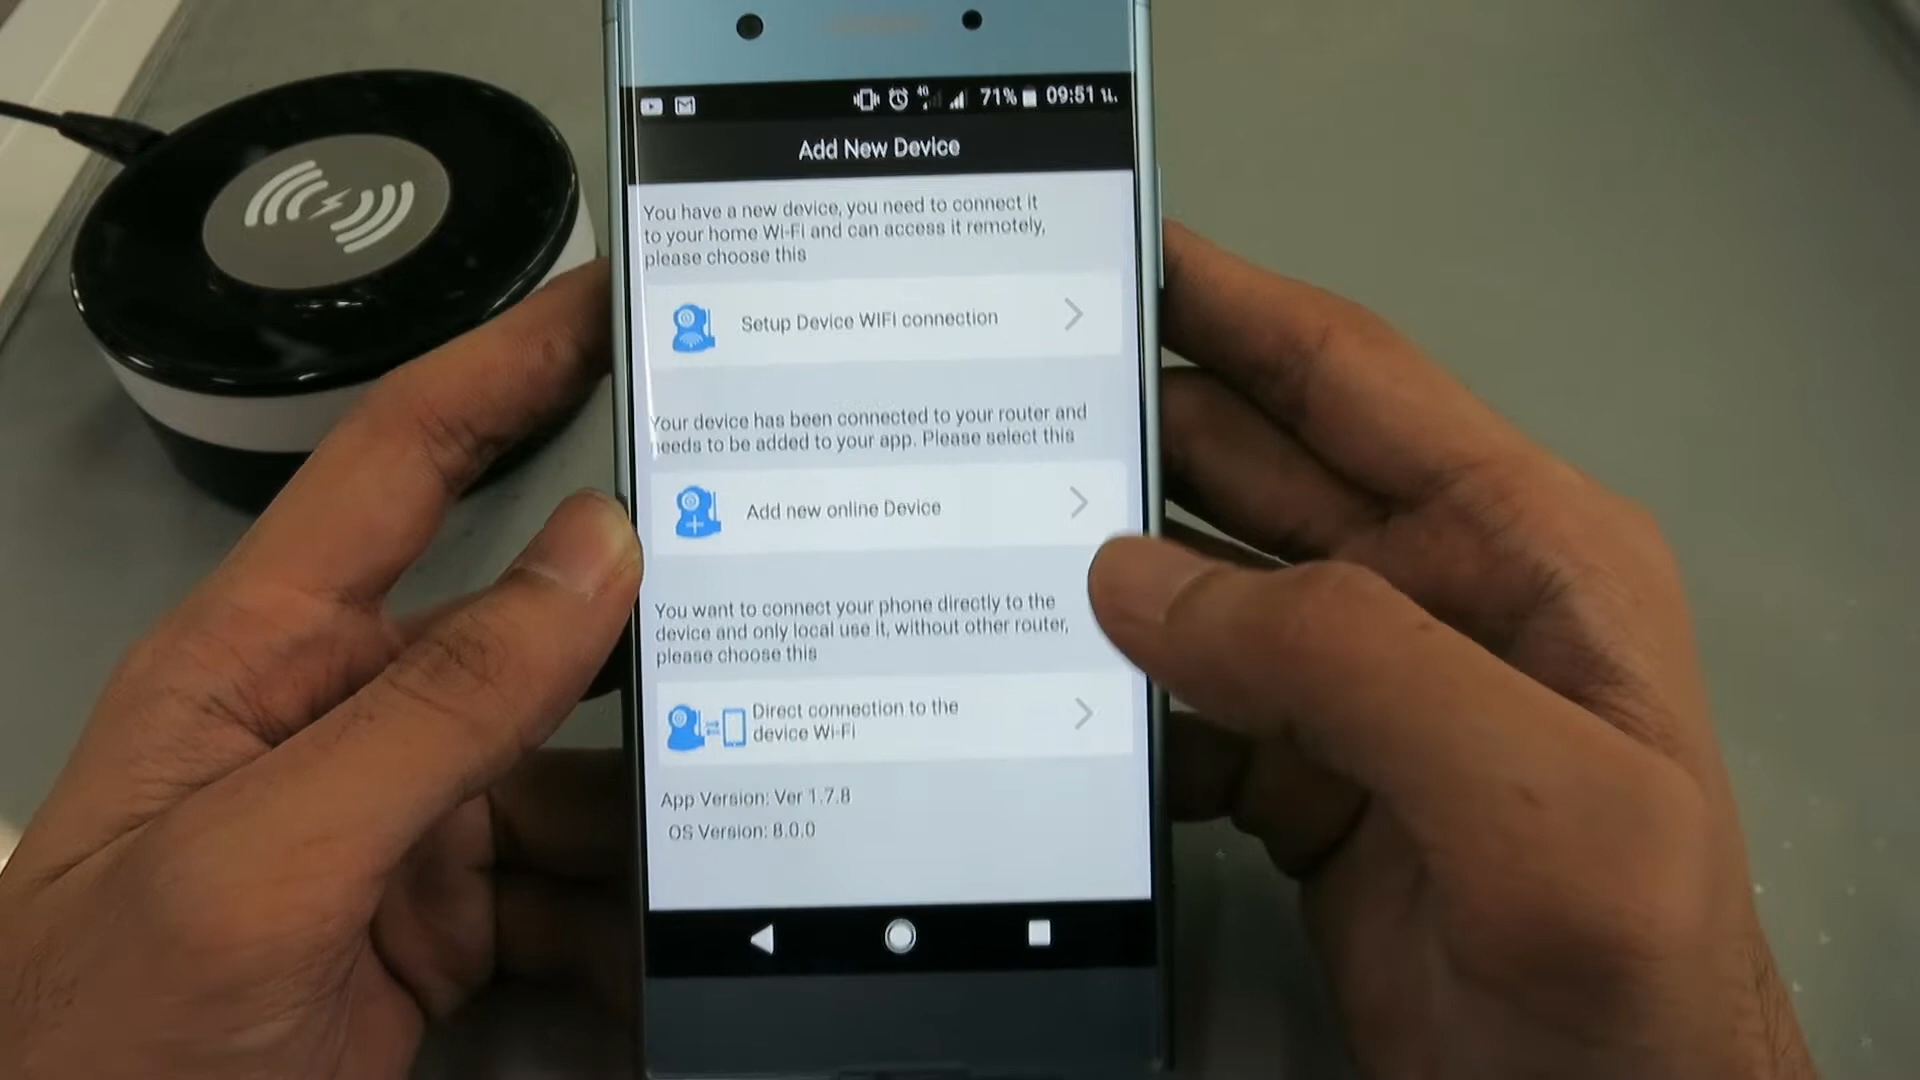 4G 71% 09:51 น.
Add New Device
You have a new device, you need to connect it
to your home Wi-Fi and can access it remotely,
please choose this
Setup Device WIFI connection
Your device has been connected to your router and
needs to be added to your app. Please select this
Add new online Device
You want to connect your phone directly to the
device and only local use it, without other router,
please choose this
Direct connection to the
device Wi-Fi
App Version: Ver 1.7.8
OS Version: 8.0.0